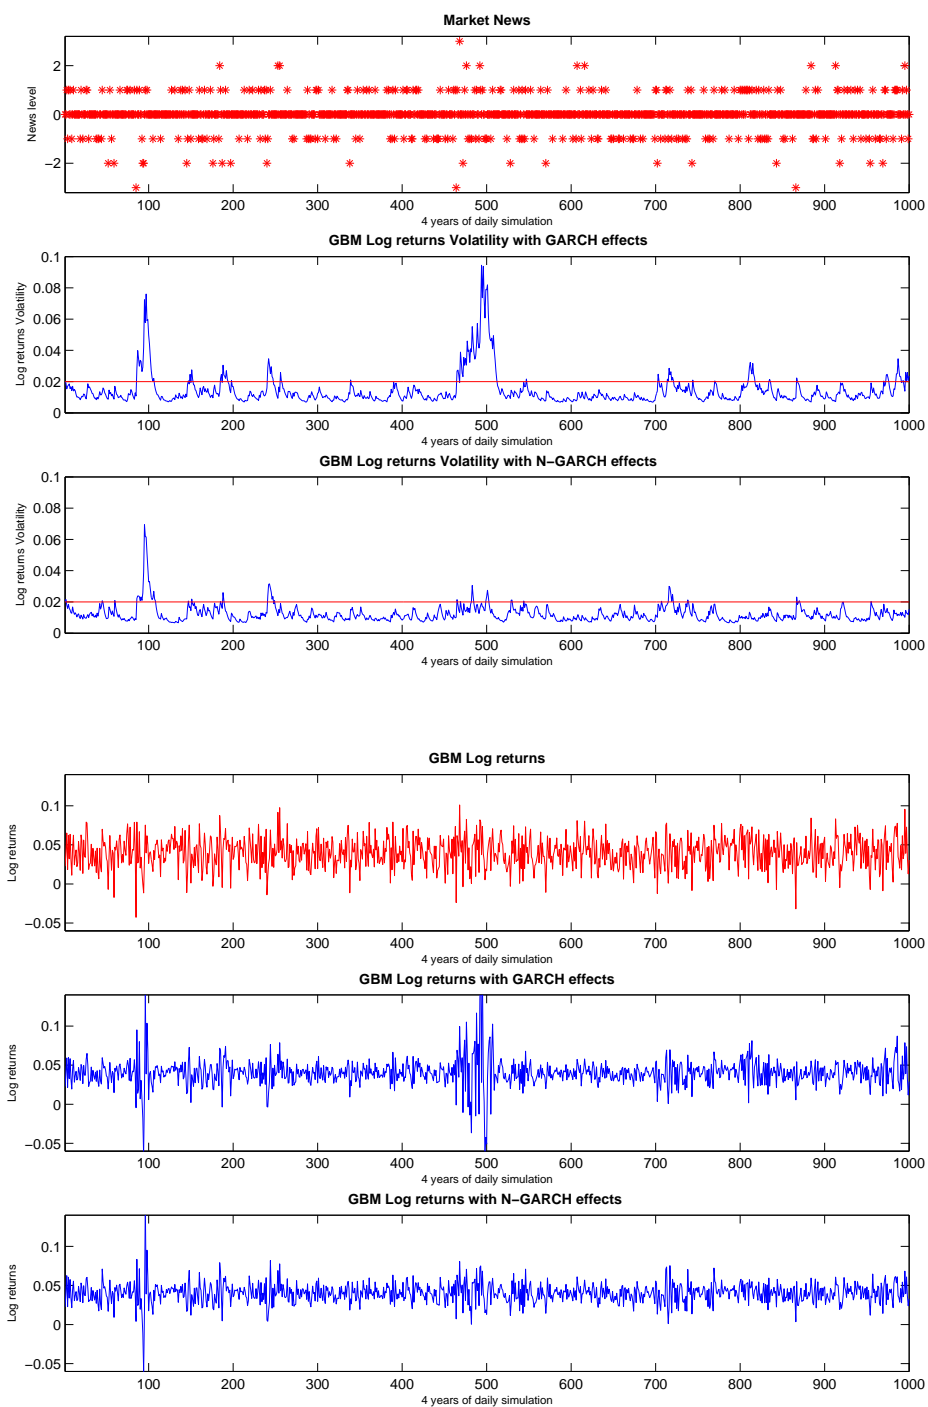 Market News
News level
2
0
−2
100 200 300 400 500 600 700 800 900 1000
4 years of daily simulation
GBM Log returns Volatility with GARCH effects
Log returns Volatility
0.1
0.08
0.06
0.04
0.02
0
100 200 300 400 500 600 700 800 900 1000
4 years of daily simulation
GBM Log returns Volatility with N−GARCH effects
Log returns Volatility
0.1
0.08
0.06
0.04
0.02
0
100 200 300 400 500 600 700 800 900 1000
4 years of daily simulation
GBM Log returns
Log returns
0.1
0.05
0
−0.05
100 200 300 400 500 600 700 800 900 1000
4 years of daily simulation
GBM Log returns with GARCH effects
Log returns
0.1
0.05
0
−0.05
100 200 300 400 500 600 700 800 900 1000
4 years of daily simulation
GBM Log returns with N−GARCH effects
Log returns
0.1
0.05
0
−0.05
100 200 300 400 500 600 700 800 900 1000
4 years of daily simulation